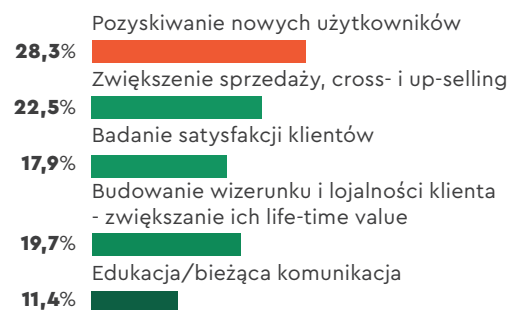 Pozyskiwanie nowych użytkowników
28,3%
Zwiększenie sprzedaży, cross- i up-selling
22,5%
Badanie satysfakcji klientów
17,9%
Budowanie wizerunku i lojalności klienta
- zwiększanie ich life-time value
19,7%
Edukacja/bieżąca komunikacja
11,4%